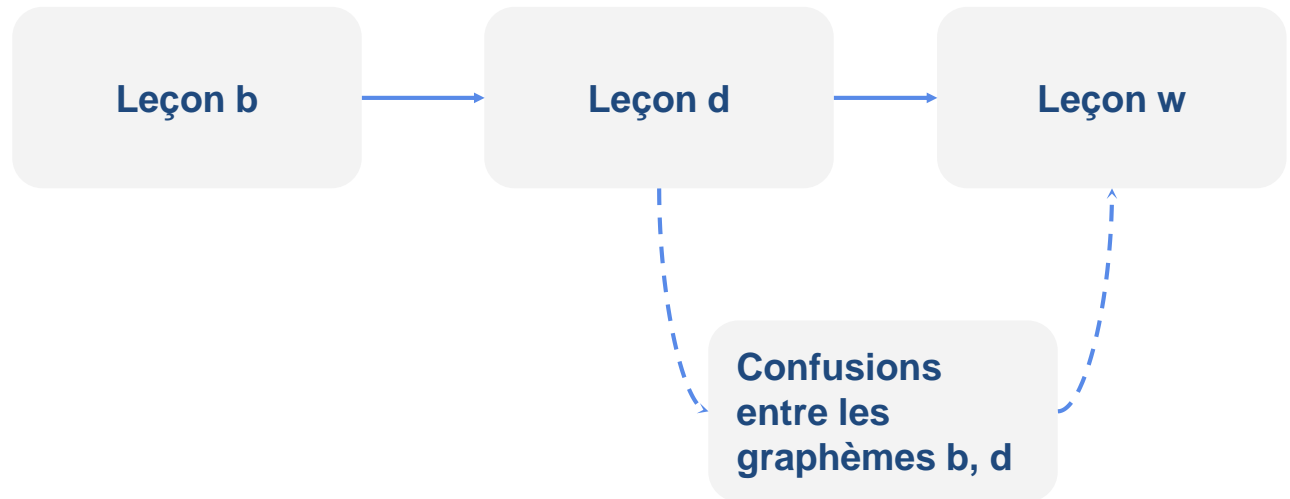 Leçon b
Leçon d
Leçon w
Confusions
entre les
graphèmes b, d